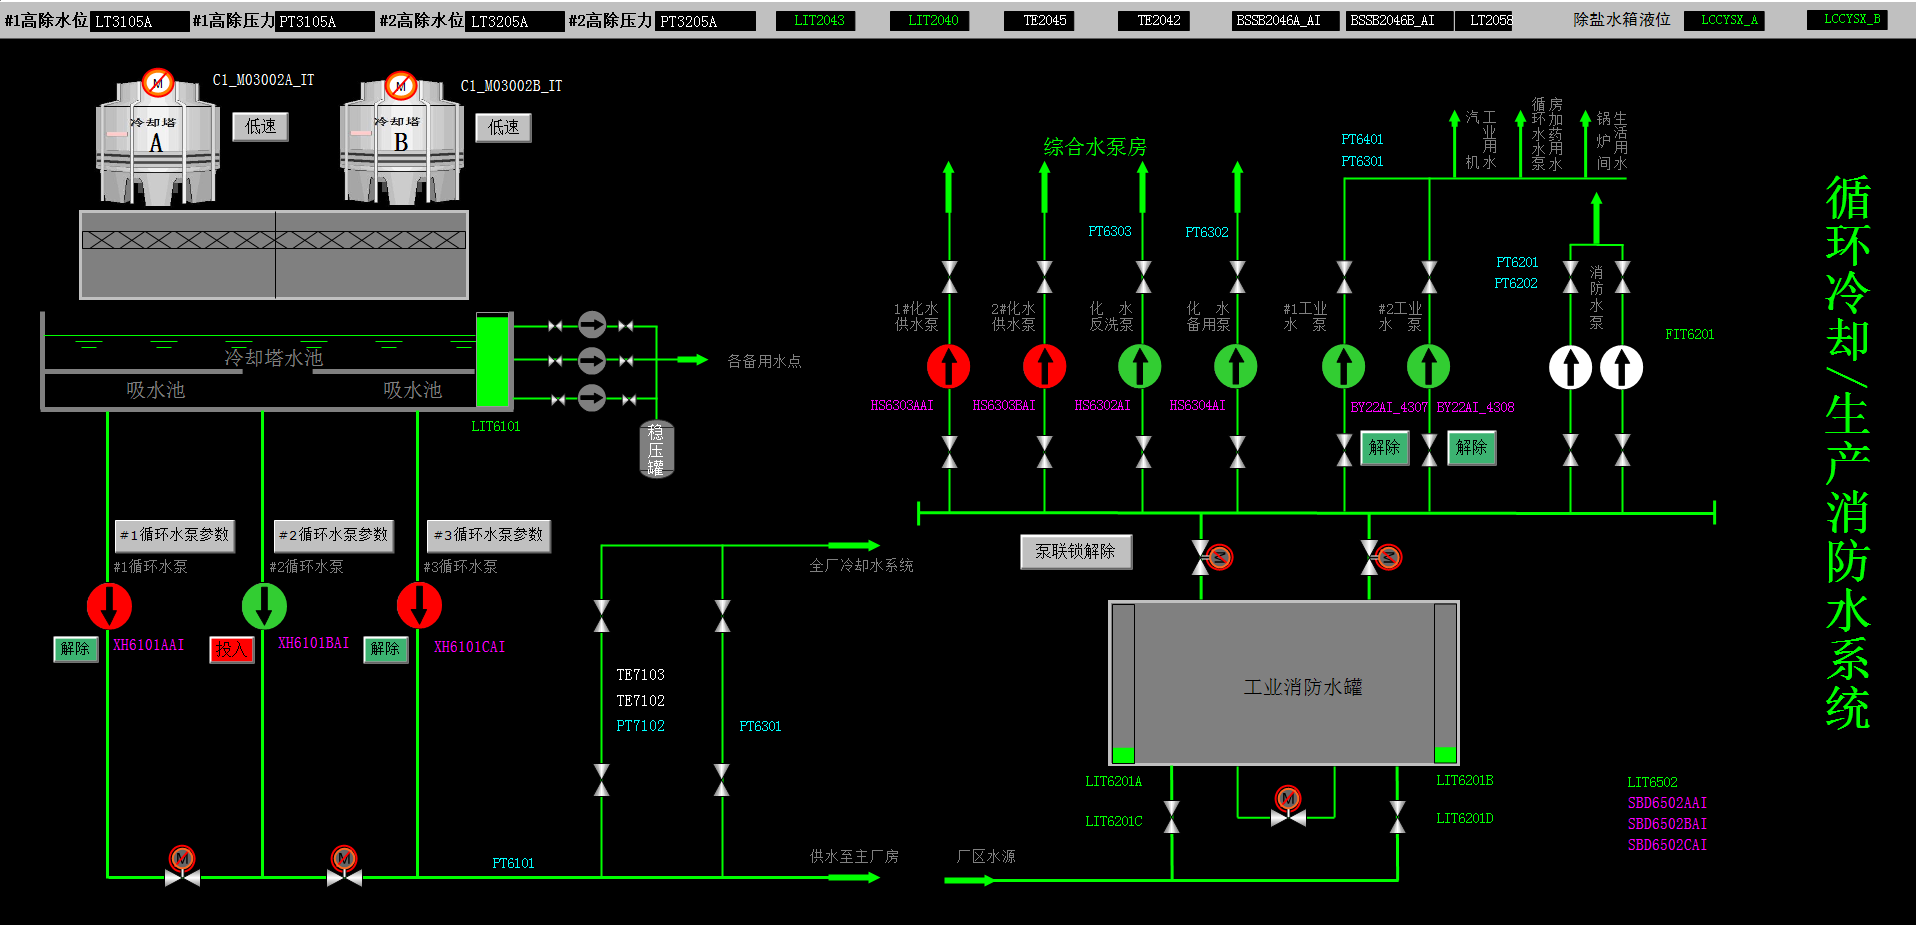 #1高除水位 LT3105A #1高除压力 PT3105A #2高除水位 LT3205A #2高除压力 PT3205A LIT2043 LIT2040 TE2045 TE2042 BSSB2046A_AI BSSB2046B_AI LT2058 除盐水箱液位 LCCYSX_A LCCYSX_B
C1_M03002A_IT
C1_M03002B_IT
M
M
冷却塔
A
冷却塔
B
低速
低速
冷却塔水池
吸水池
吸水池
LIT6101
各备用水点
稳压罐
#1循环水泵参数
#2循环水泵参数
#3循环水泵参数
#1循环水泵
#2循环水泵
#3循环水泵
解除
XH6101AAI
投入
XH6101BAI
解除
XH6101CAI
全厂冷却水系统
TE7103
TE7102
PT7102
PT6301
M
M
PT6101
供水至主厂房
厂区水源
综合水泵房
PT6303
PT6302
PT6401
PT6301
汽机
工业用水
循环水水泵
房加药用水
锅炉间
生活用水
PT6201
PT6202
消防水泵
FIT6201
1#化水
供水泵
2#化水
供水泵
化 水
反洗泵
化 水
备用泵
#1工业
水 泵
#2工业
水 泵
HS6303AAI
HS6303BAI
HS6302AI
HS6304AI
BY22AI_4307
BY22AI_4308
解除
解除
泵联锁解除
M
M
工业消防水罐
LIT6201A
LIT6201B
LIT6201C
LIT6201D
M
LIT6502
SBD6502AAI
SBD6502BAI
SBD6502CAI
循环冷却/生产消防水系统